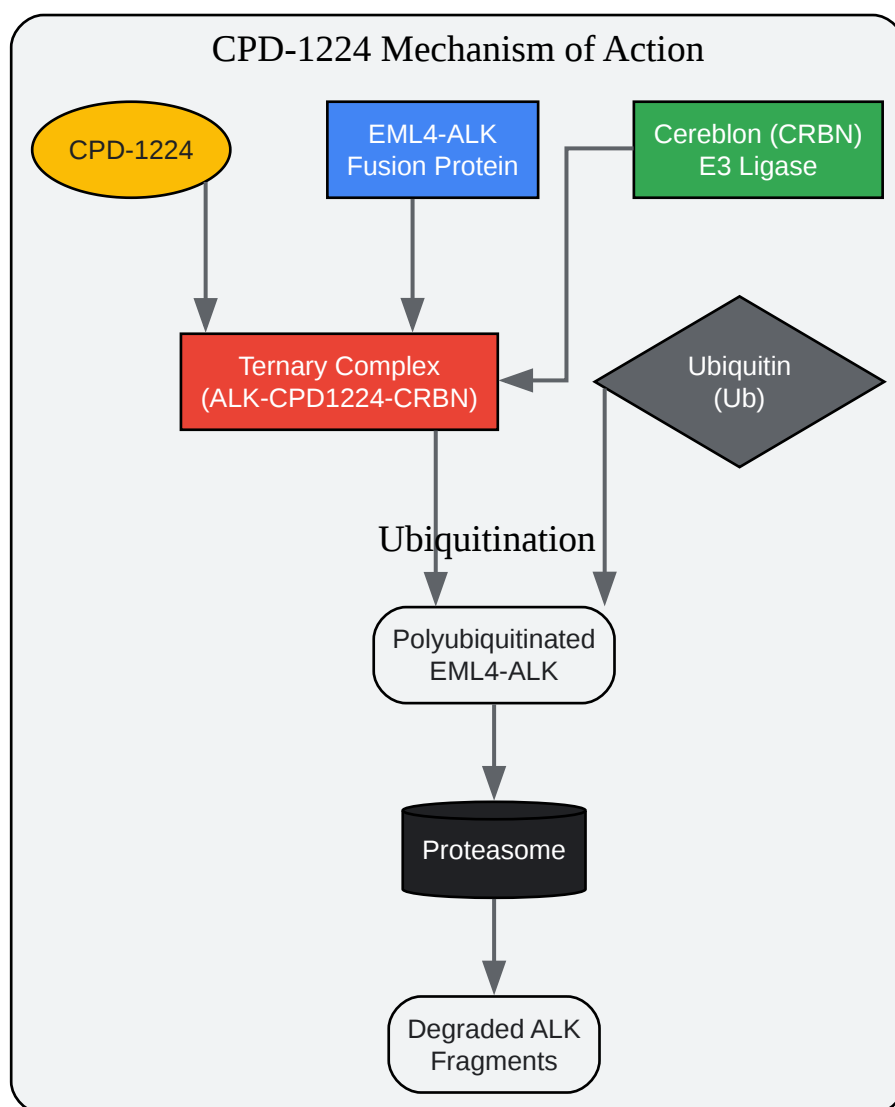 CPD-1224 Mechanism of Action
CPD-1224
EML4-ALK
Fusion Protein
Cereblon (CRBN)
E3 Ligase
Ternary Complex
(ALK-CPD1224-CRBN)
Ubiquitin
(Ub)
Ubiquitination
Polyubiquitinated
EML4-ALK
Proteasome
Degraded ALK
Fragments